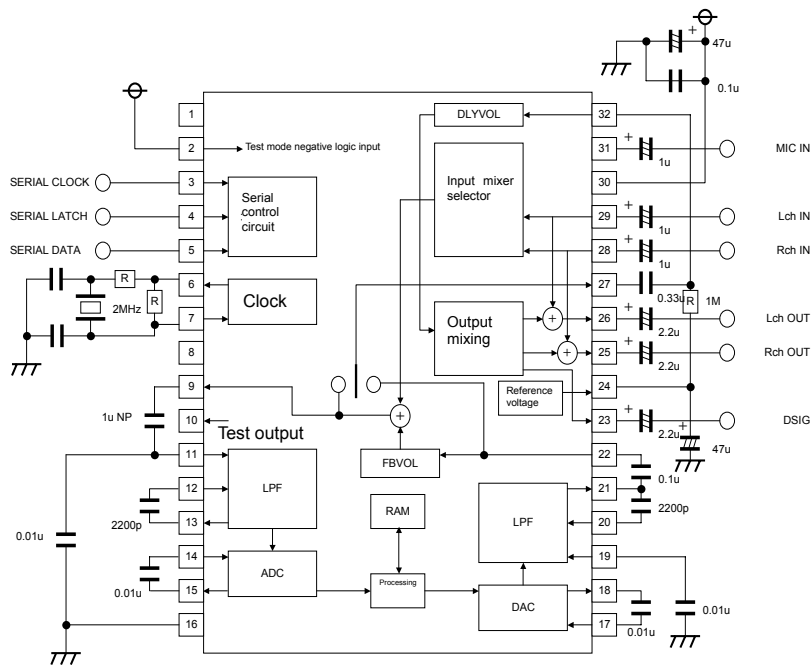 47u
0.1u
1
2
3
4
5
6
7
8
9
10
11
12
13
14
15
16
32
31
30
29
28
27
26
25
24
23
22
21
20
19
18
17
SERIAL CLOCK
SERIAL LATCH
SERIAL DATA
R
R
2MHz
1u NP
0.01u
2200p
0.01u
Test mode negative logic input
Serial
control
circuit
Clock
Test output
LPF
ADC
DLYVOL
Input mixer
selector
Output
mixing
Reference
voltage
FBVOL
RAM
Processing
LPF
DAC
1u
MIC IN
1u
Lch IN
1u
Rch IN
0.33u
R
1M
2.2u
Lch OUT
2.2u
Rch OUT
2.2u
DSIG
47u
0.1u
2200p
0.01u
0.01u